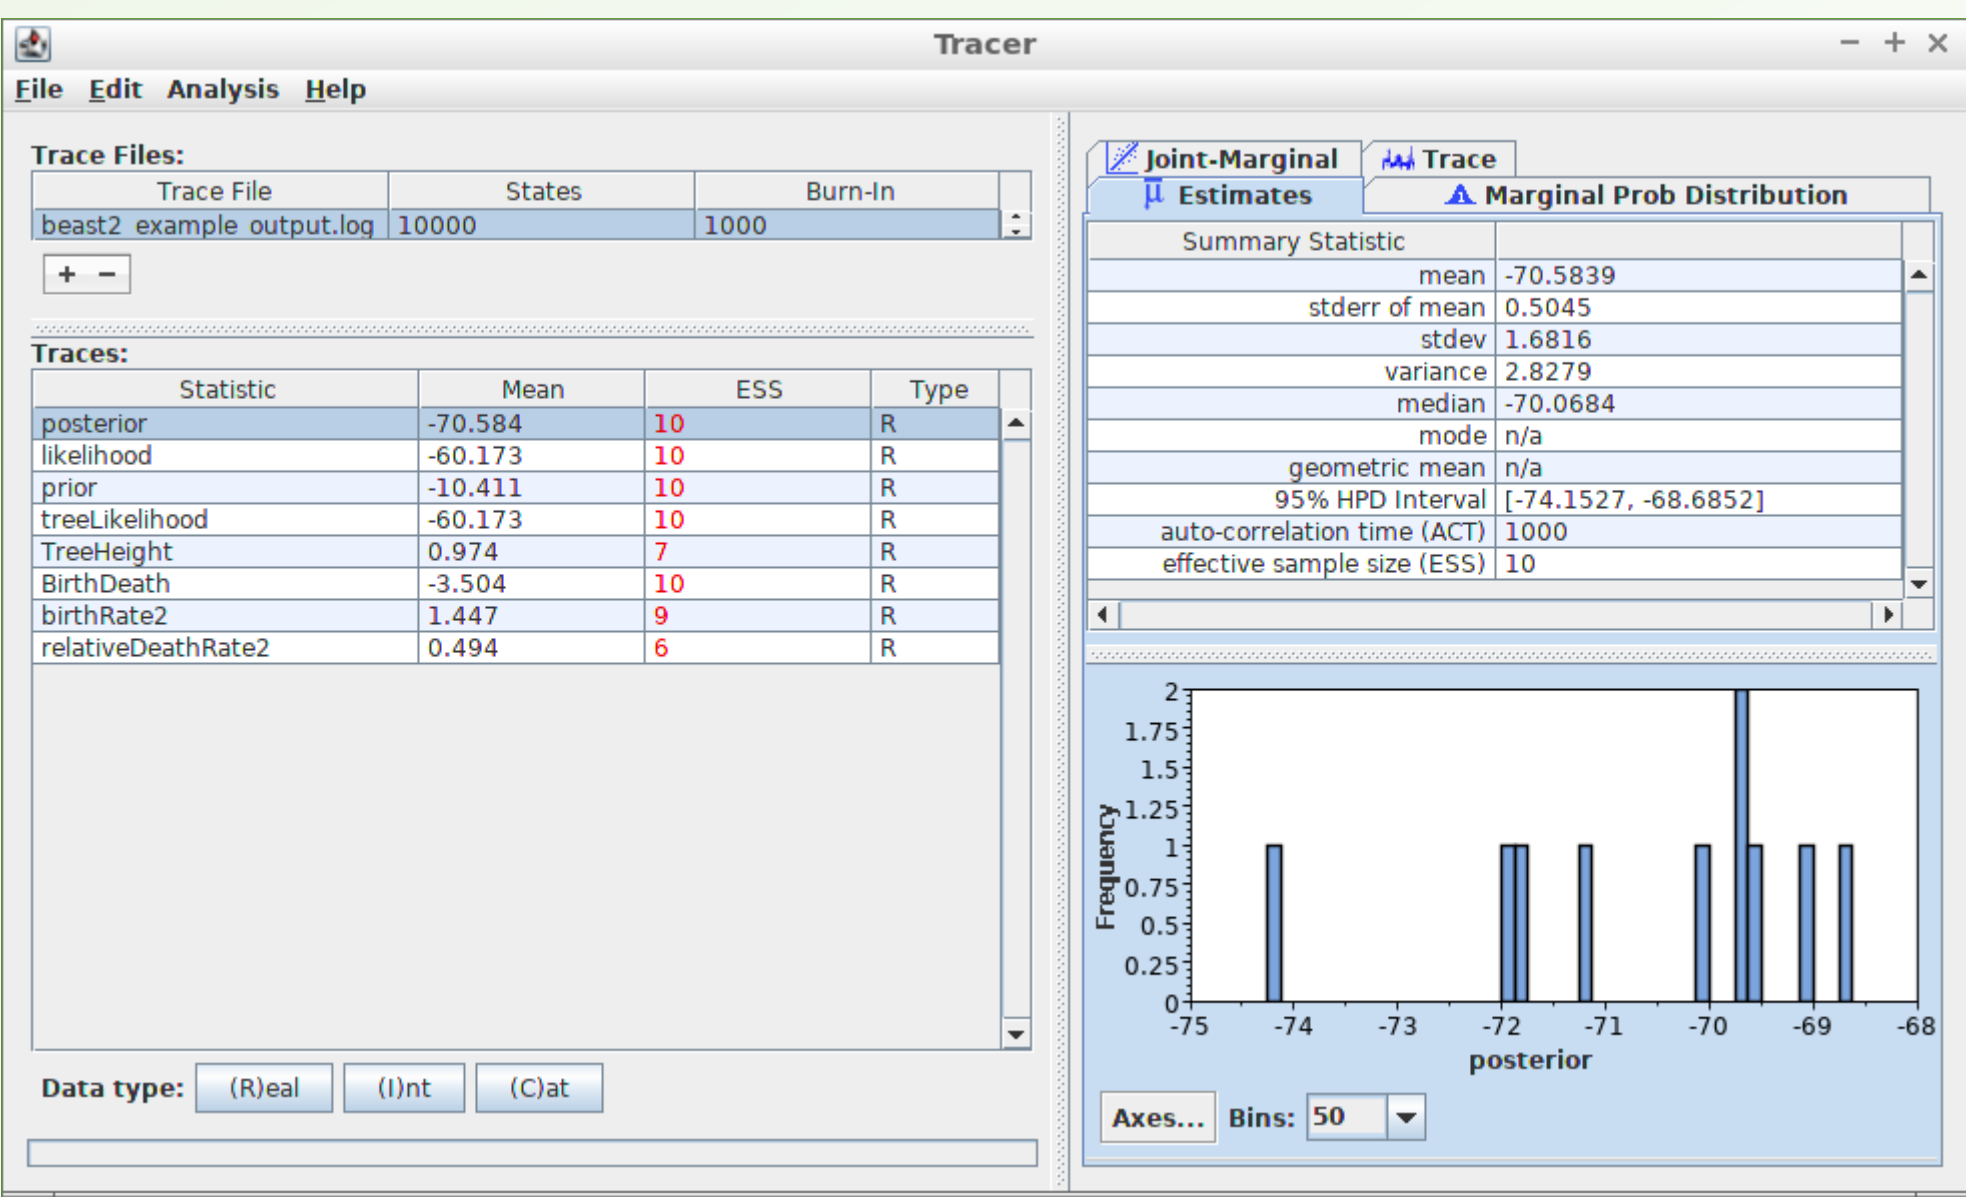 Tracer
File Edit Analysis Help
Trace Files:
Trace File States Burn-In
beast2_example_output.log 10000 1000
+ −
Traces:
Statistic Mean ESS Type
posterior -70.584 10 R
likelihood -60.173 10 R
prior -10.411 10 R
treeLikelihood -60.173 10 R
TreeHeight 0.974 7 R
BirthDeath -3.504 10 R
birthRate2 1.447 9 R
relativeDeathRate2 0.494 6 R
Data type: (R)eal (I)nt (C)at
Joint-Marginal Trace
μ Estimates Marginal Prob Distribution
Summary Statistic
mean -70.5839
stderr of mean 0.5045
stdev 1.6816
variance 2.8279
median -70.0684
mode n/a
geometric mean n/a
95% HPD Interval [-74.1527, -68.6852]
auto-correlation time (ACT) 1000
effective sample size (ESS) 10
2
1.75
1.5
1.25
1
0.75
0.5
0.25
0
Frequency
-75 -74 -73 -72 -71 -70 -69 -68
posterior
Axes... Bins: 50